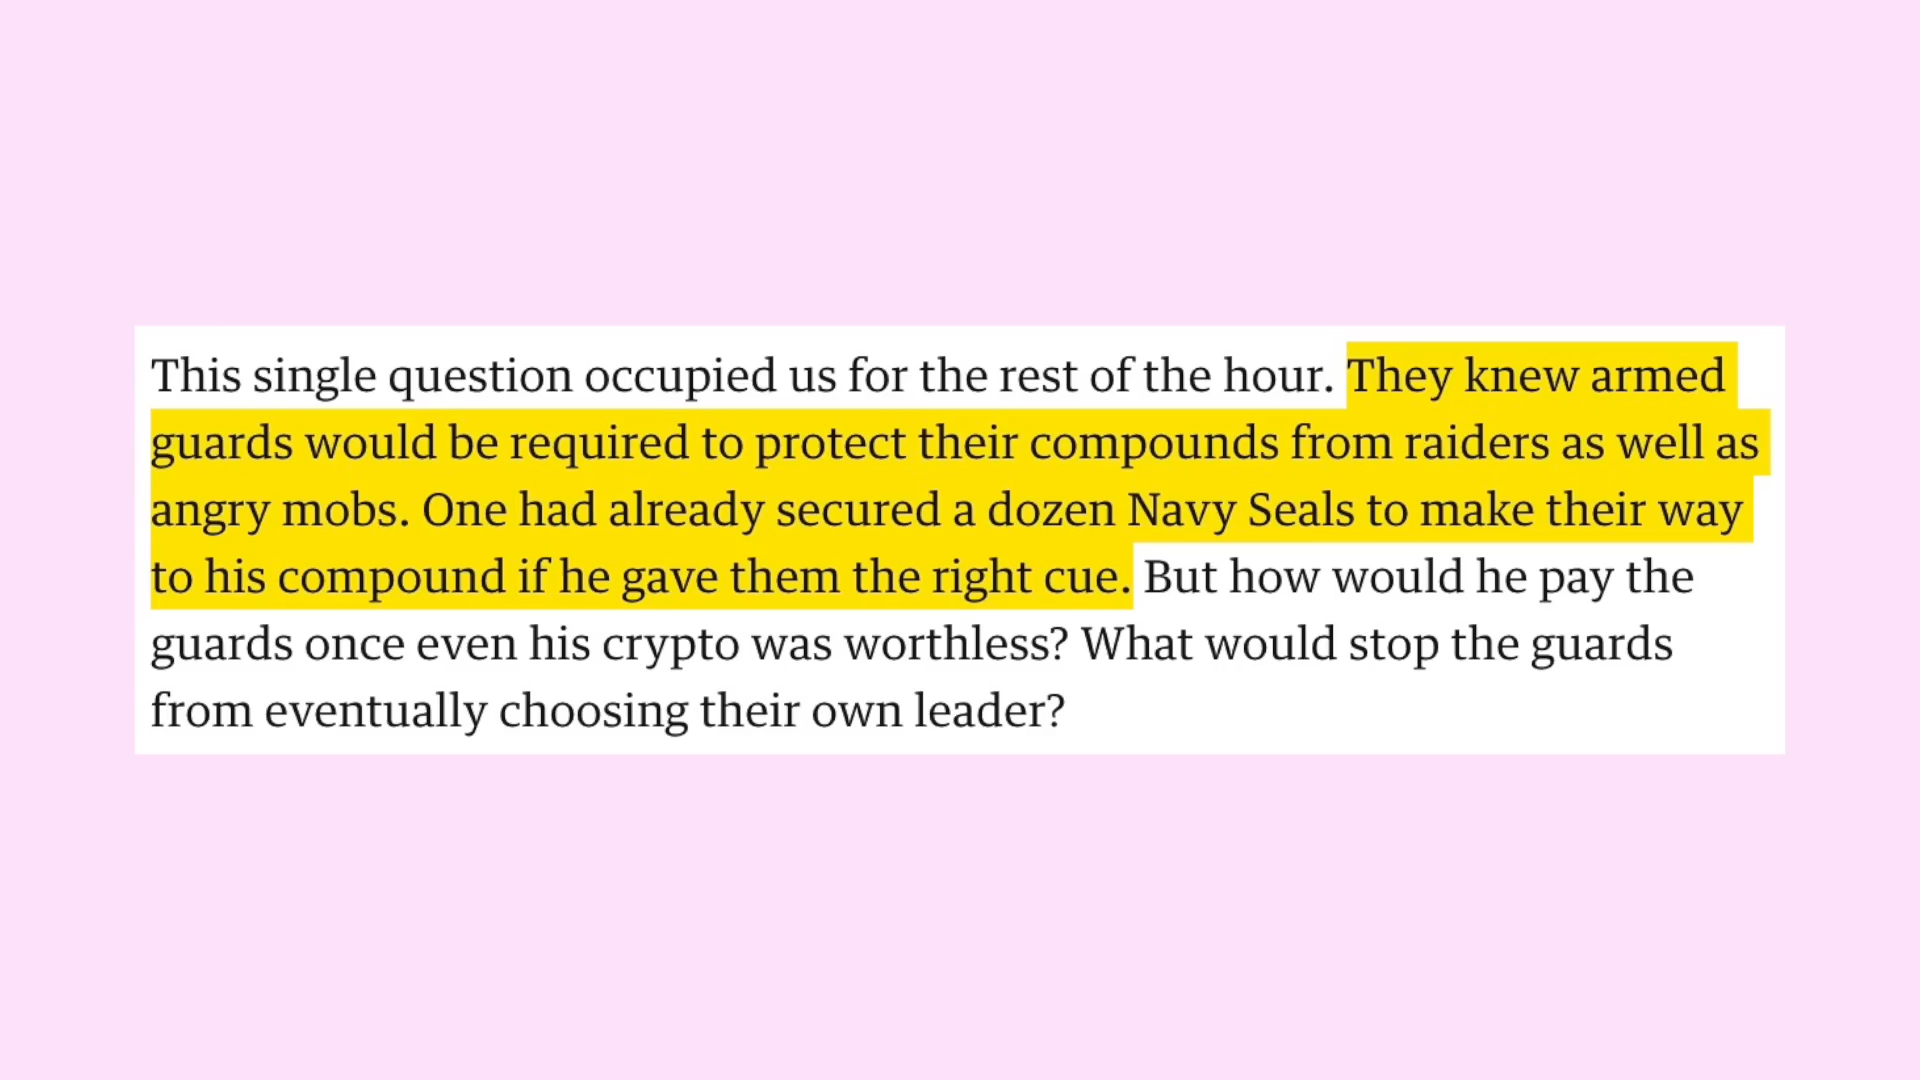 This single question occupied us for the rest of the hour. They knew armed
guards would be required to protect their compounds from raiders as well as
angry mobs. One had already secured a dozen Navy Seals to make their way
to his compound if he gave them the right cue. But how would he pay the
guards once even his crypto was worthless? What would stop the guards
from eventually choosing their own leader?